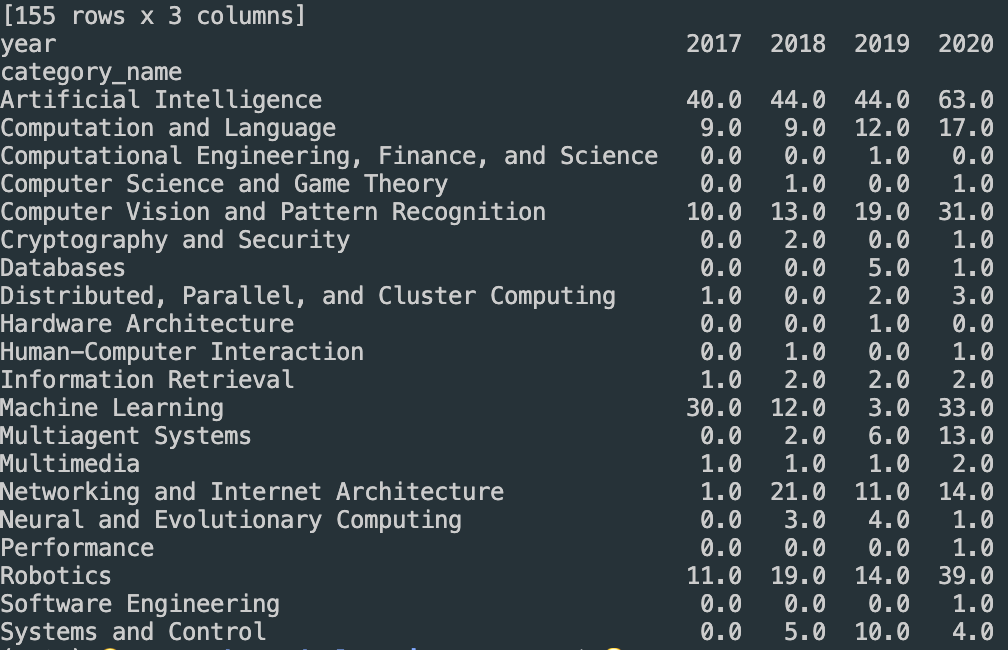 [155 rows x 3 columns]
year 2017 2018 2019 2020
category_name
Artificial Intelligence 40.0 44.0 44.0 63.0
Computation and Language 9.0 9.0 12.0 17.0
Computational Engineering, Finance, and Science 0.0 0.0 1.0 0.0
Computer Science and Game Theory 0.0 1.0 0.0 1.0
Computer Vision and Pattern Recognition 10.0 13.0 19.0 31.0
Cryptography and Security 0.0 2.0 0.0 1.0
Databases 0.0 0.0 5.0 1.0
Distributed, Parallel, and Cluster Computing 1.0 0.0 2.0 3.0
Hardware Architecture 0.0 0.0 1.0 0.0
Human-Computer Interaction 0.0 1.0 0.0 1.0
Information Retrieval 1.0 2.0 2.0 2.0
Machine Learning 30.0 12.0 3.0 33.0
Multiagent Systems 0.0 2.0 6.0 13.0
Multimedia 1.0 1.0 1.0 2.0
Networking and Internet Architecture 1.0 21.0 11.0 14.0
Neural and Evolutionary Computing 0.0 3.0 4.0 1.0
Performance 0.0 0.0 0.0 1.0
Robotics 11.0 19.0 14.0 39.0
Software Engineering 0.0 0.0 0.0 1.0
Systems and Control 0.0 5.0 10.0 4.0